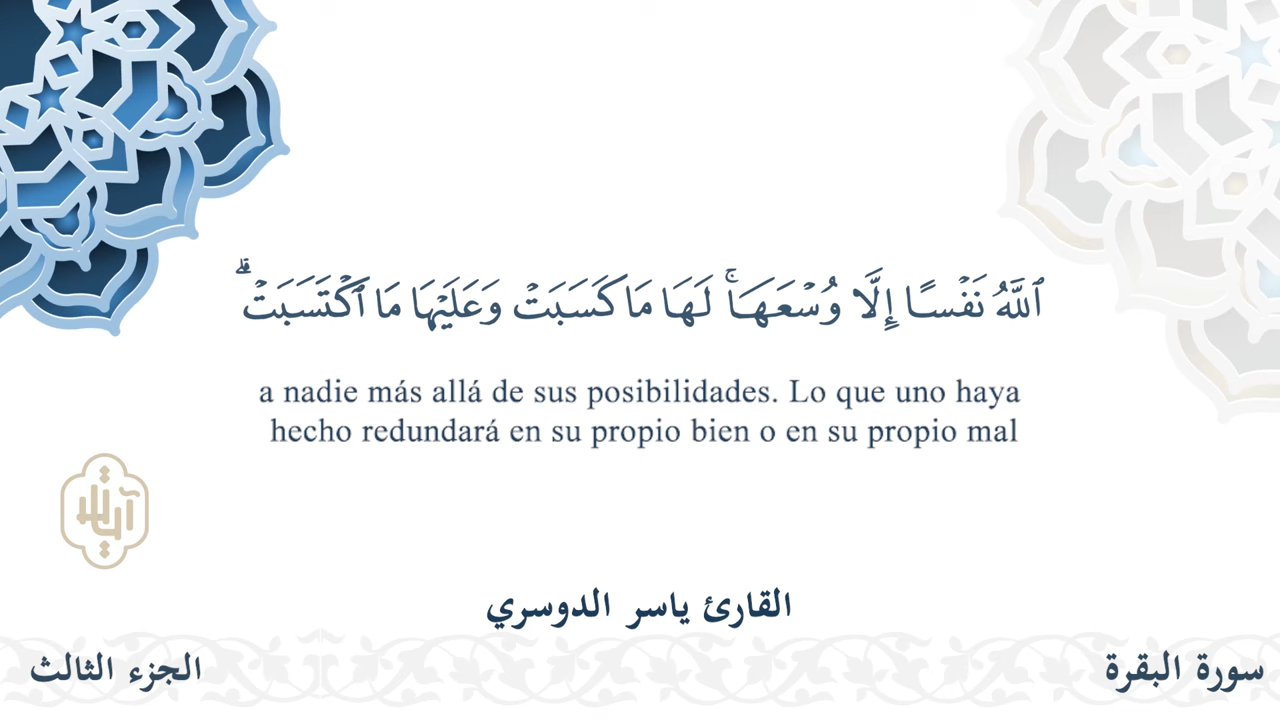 ٱللَّهُ نَفۡسًا إِلَّا وُسۡعَهَاۚ لَهَا مَا كَسَبَتۡ وَعَلَيۡهَا مَا ٱكۡتَسَبَتۡۗ
a nadie más allá de sus posibilidades. Lo que uno haya
hecho redundará en su propio bien o en su propio mal
القارئ ياسر الدوسري
سورة البقرة
الجزء الثالث